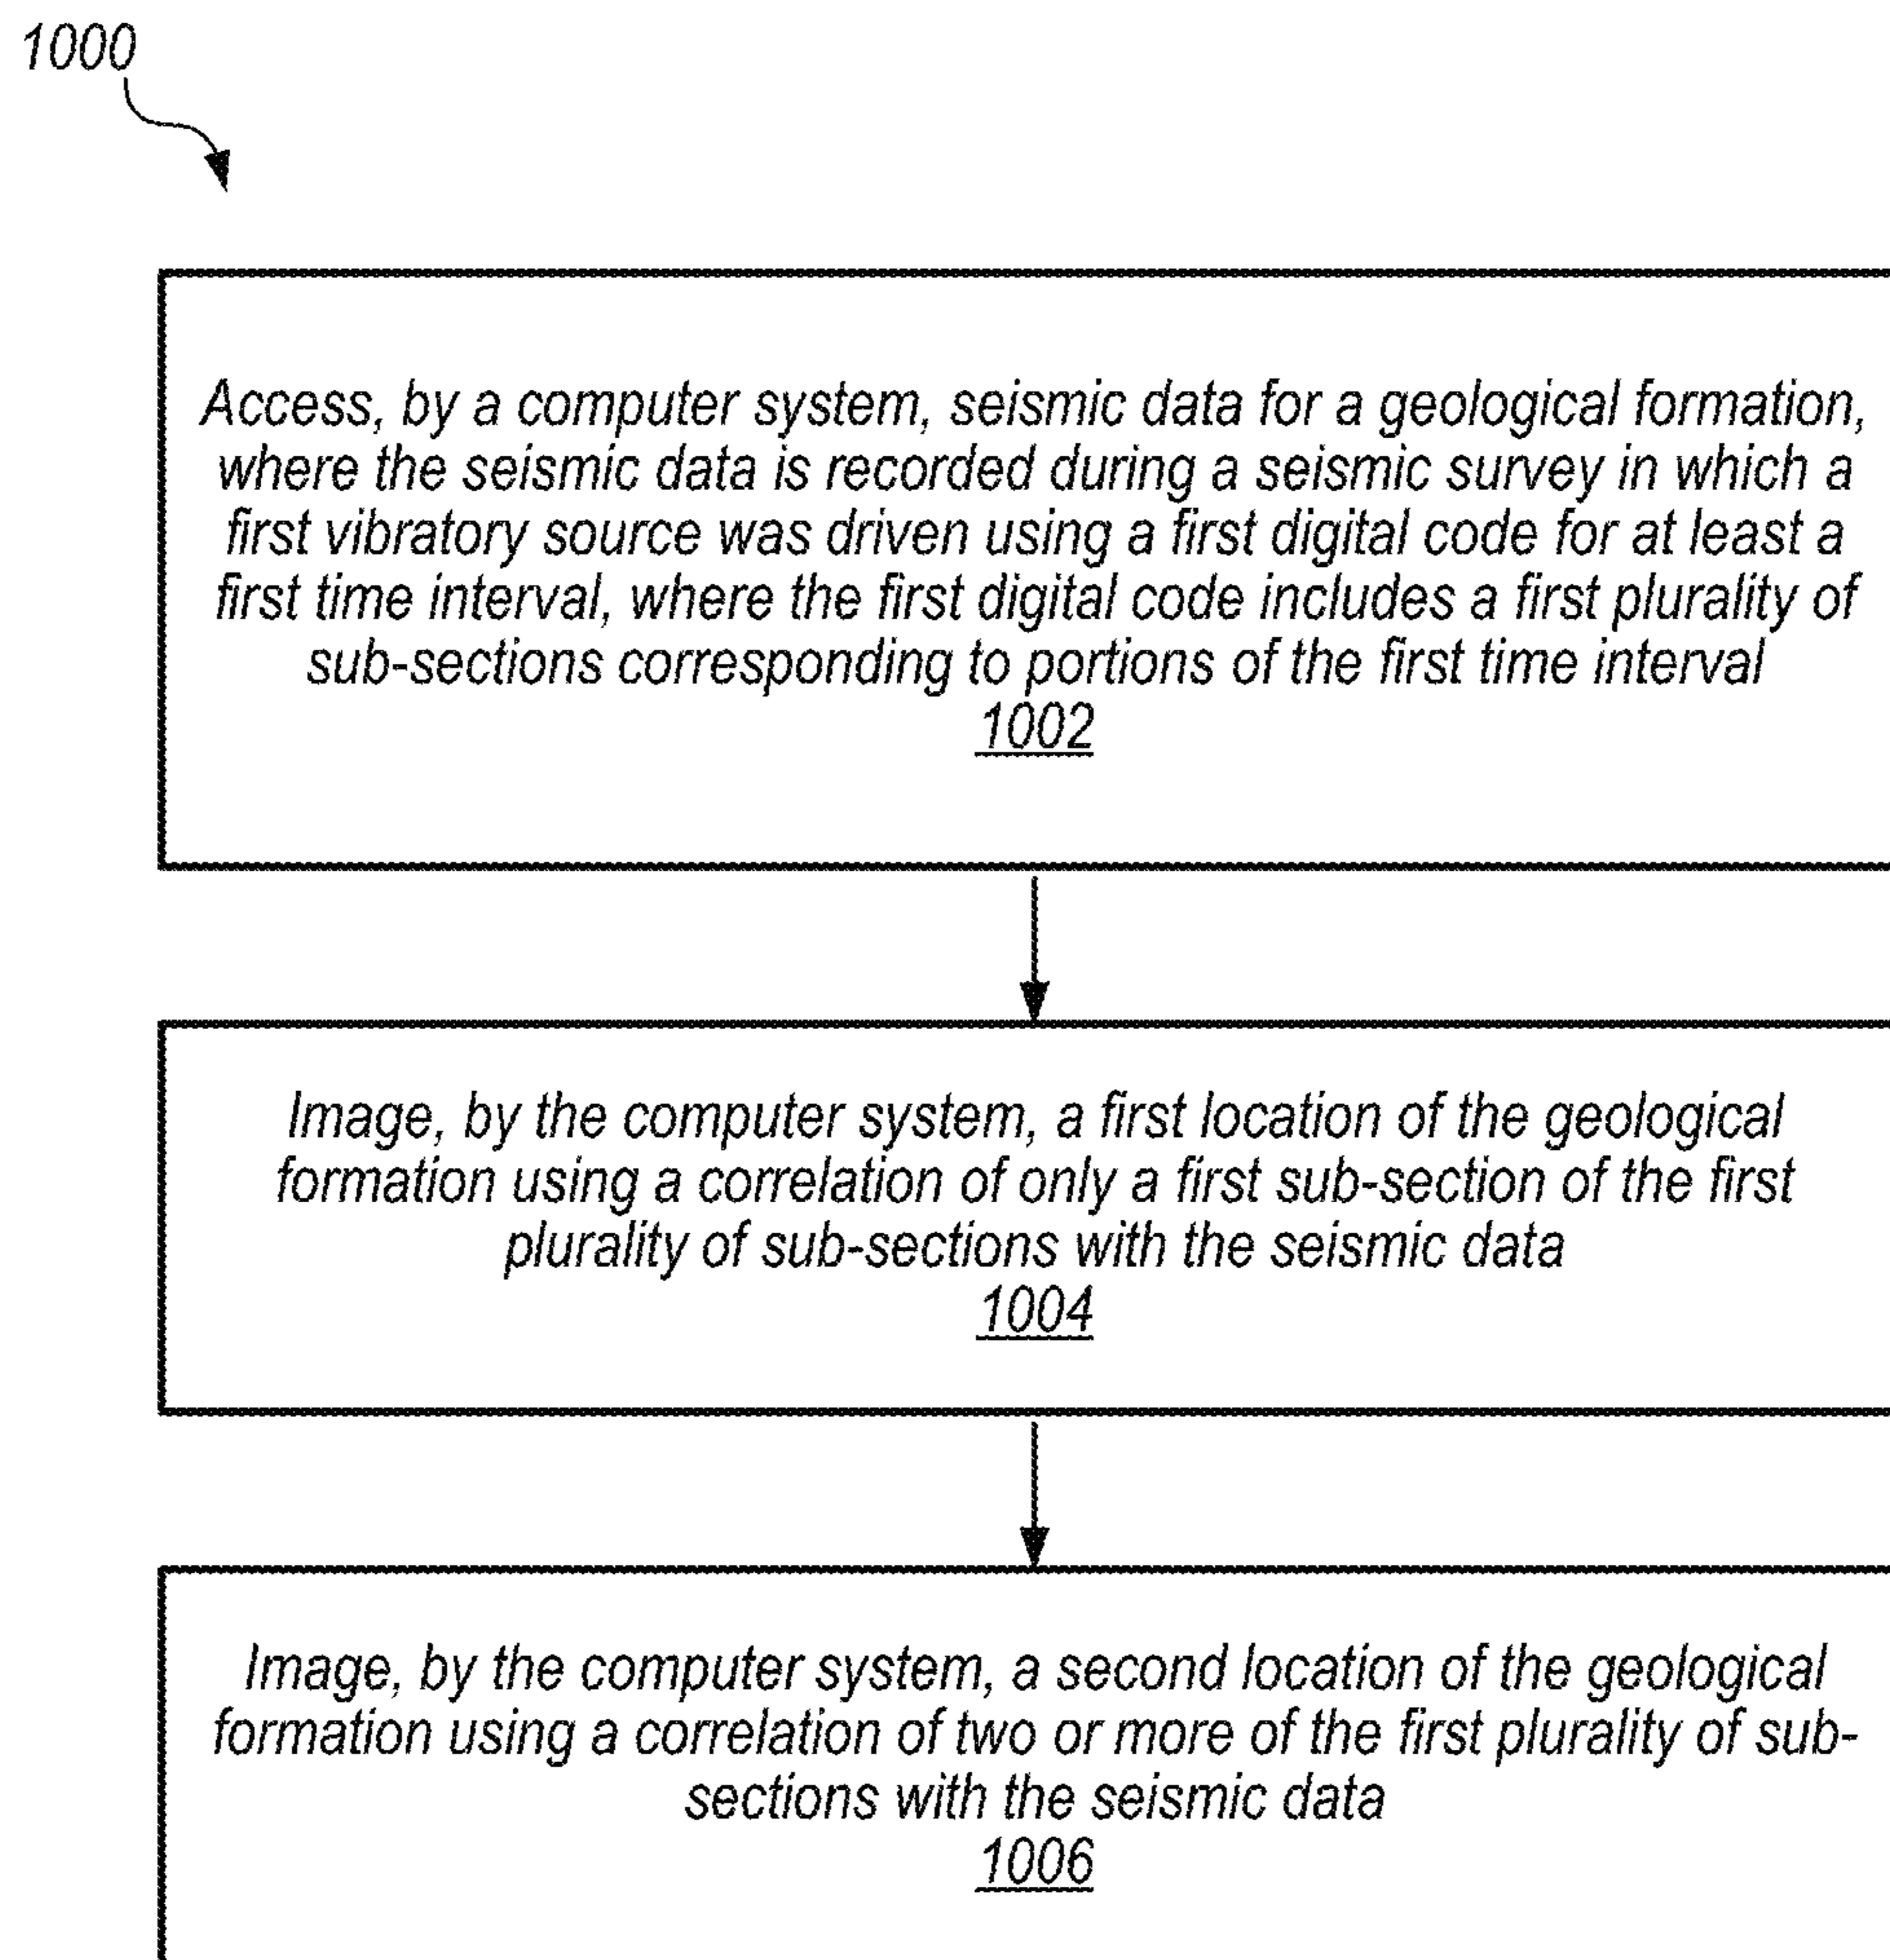 1000
Access, by a computer system, seismic data for a geological formation,
where the seismic data is recorded during a seismic survey in which a
first vibratory source was driven using a first digital code for at least a
first time interval, where the first digital code includes a first plurality of
sub-sections corresponding to portions of the first time interval
1002
Image, by the computer system, a first location of the geological
formation using a correlation of only a first sub-section of the first
plurality of sub-sections with the seismic data
1004
Image, by the computer system, a second location of the geological
formation using a correlation of two or more of the first plurality of sub-
sections with the seismic data
1006